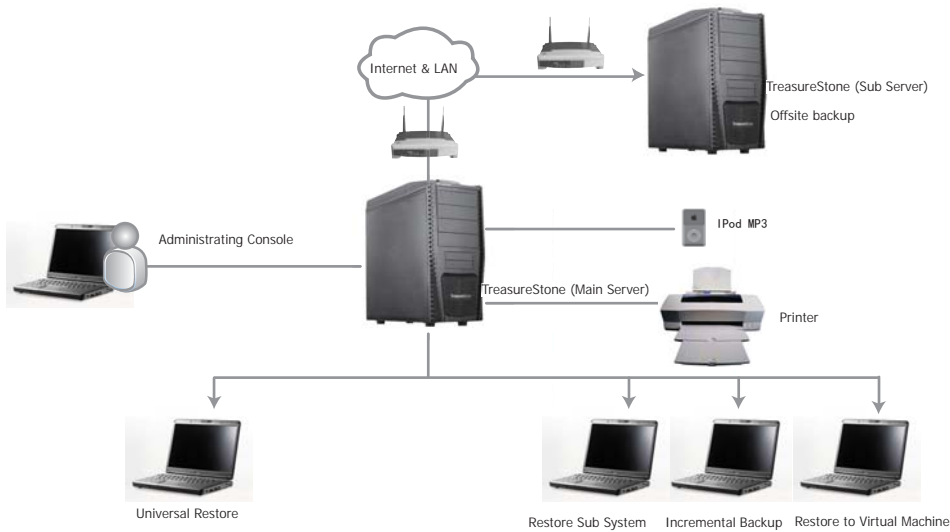 Internet & LAN
TreasureStone (Sub Server)
Offsite backup
IPod MP3
Administrating Console
TreasureStone (Main Server)
Printer
Universal Restore
Restore Sub System
Incremental Backup
Restore to Virtual Machine